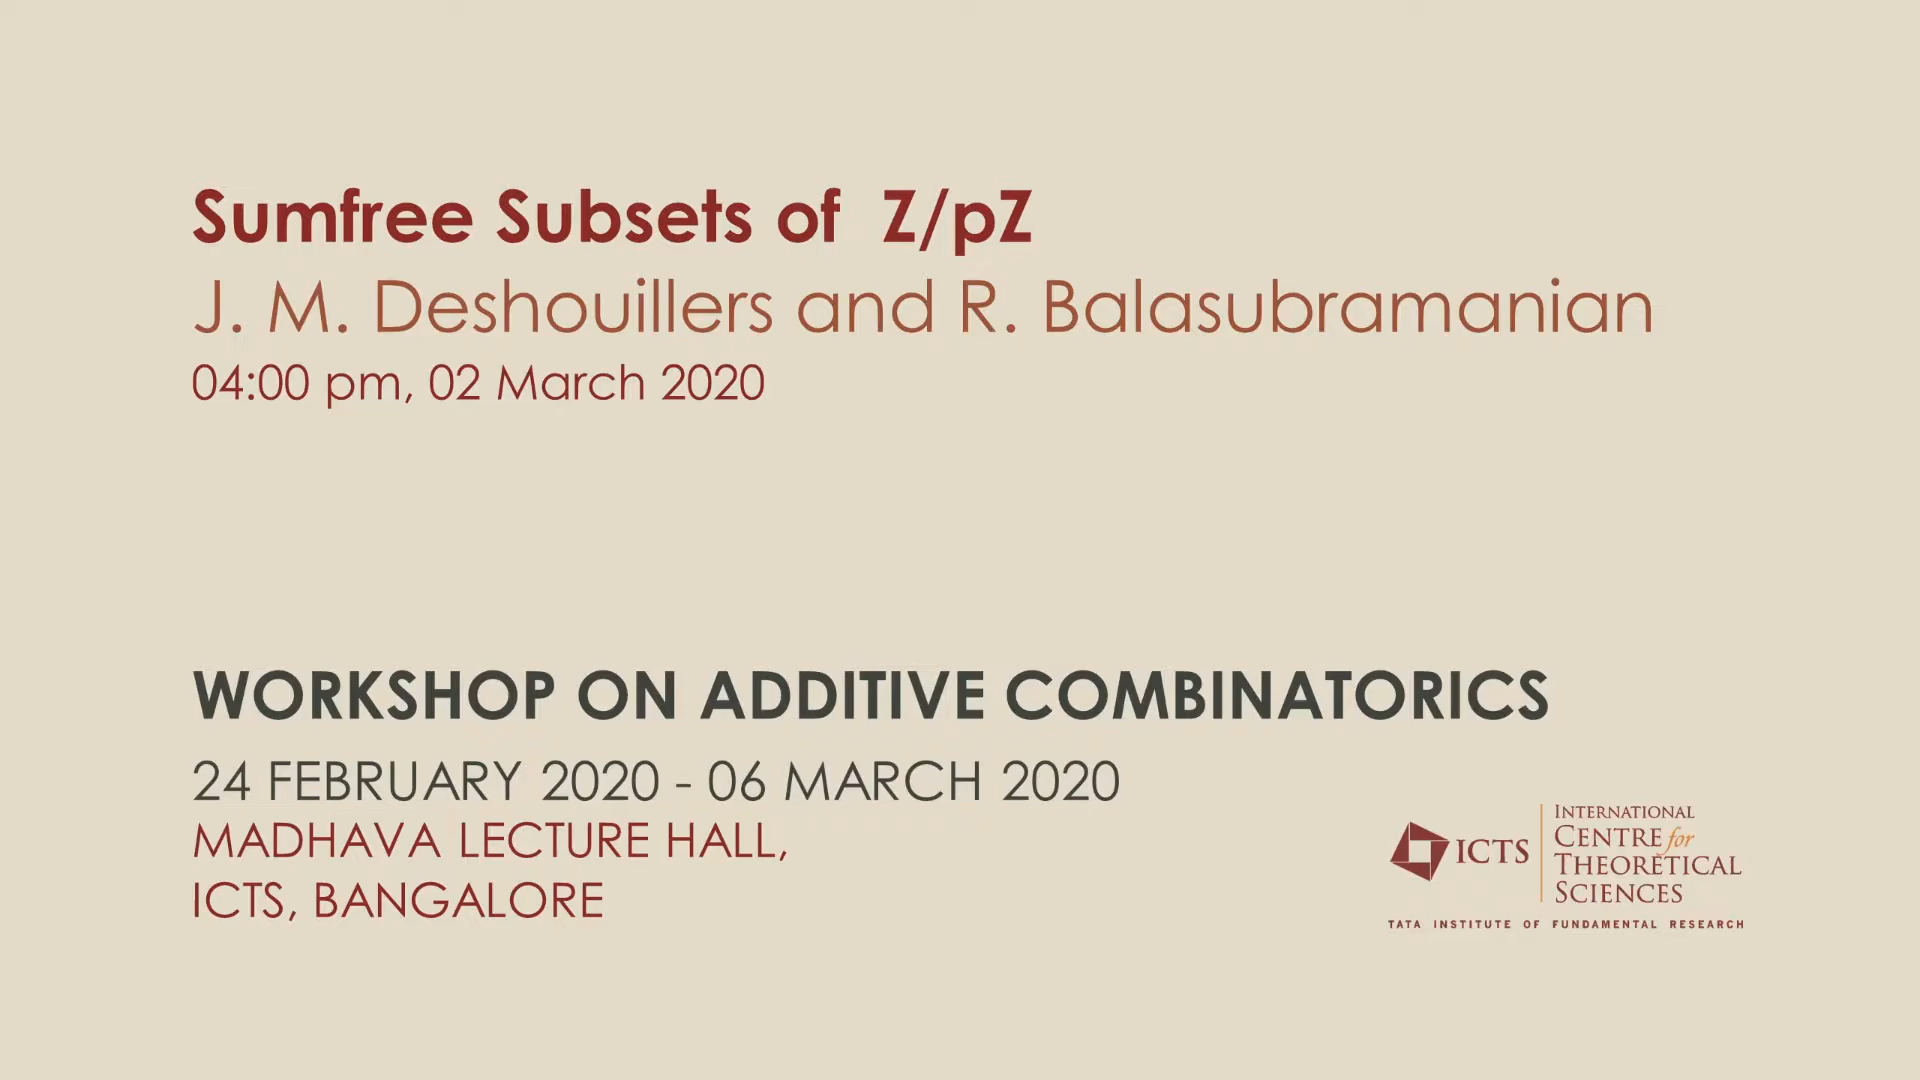 Sumfree Subsets of Z/pZ
J. M. Deshouillers and R. Balasubramanian
04:00 pm, 02 March 2020
WORKSHOP ON ADDITIVE COMBINATORICS
24 FEBRUARY 2020 - 06 MARCH 2020
MADHAVA LECTURE HALL,
ICTS, BANGALORE
ICTS
INTERNATIONAL
CENTRE for
THEORETICAL
SCIENCES
TATA INSTITUTE OF FUNDAMENTAL RESEARCH